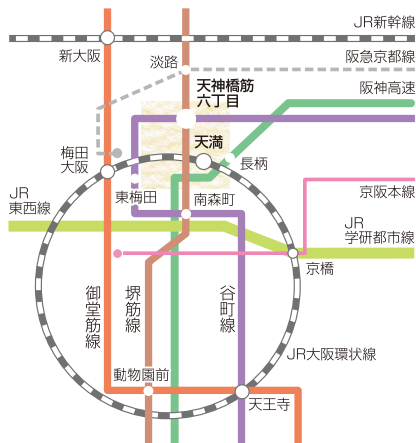 JR新幹線
新大阪
淡路
阪急京都線
天神橋筋
六丁目
阪神高速
天満
長柄
梅田
大阪
東梅田
南森町
京阪本線
JR
東西線
JR
学研都市線
京橋
御堂筋線
堺筋線
谷町線
JR大阪環状線
動物園前
天王寺